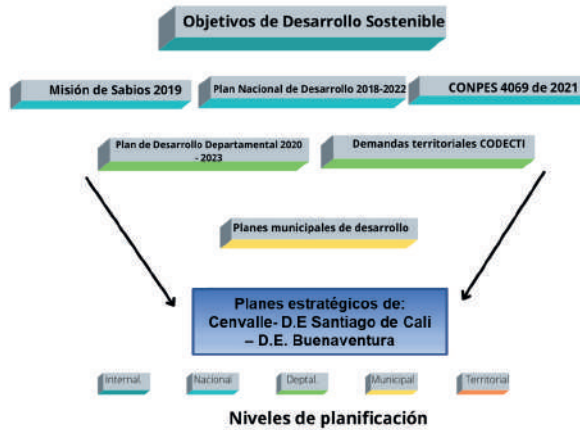 Objetivos de Desarrollo Sostenible
Misión de Sabios 2019
Plan Nacional de Desarrollo 2018-2022
CONPES 4069 de 2021
Plan de Desarrollo Departamental 2020
- 2023
Demandas territoriales CODECTI
Planes municipales de desarrollo
Planes estratégicos de:
Cenvalle- D.E Santiago de Cali
– D.E. Buenaventura
Internal.
Nacional
Deptal.
Municipal
Territorial
Niveles de planificación